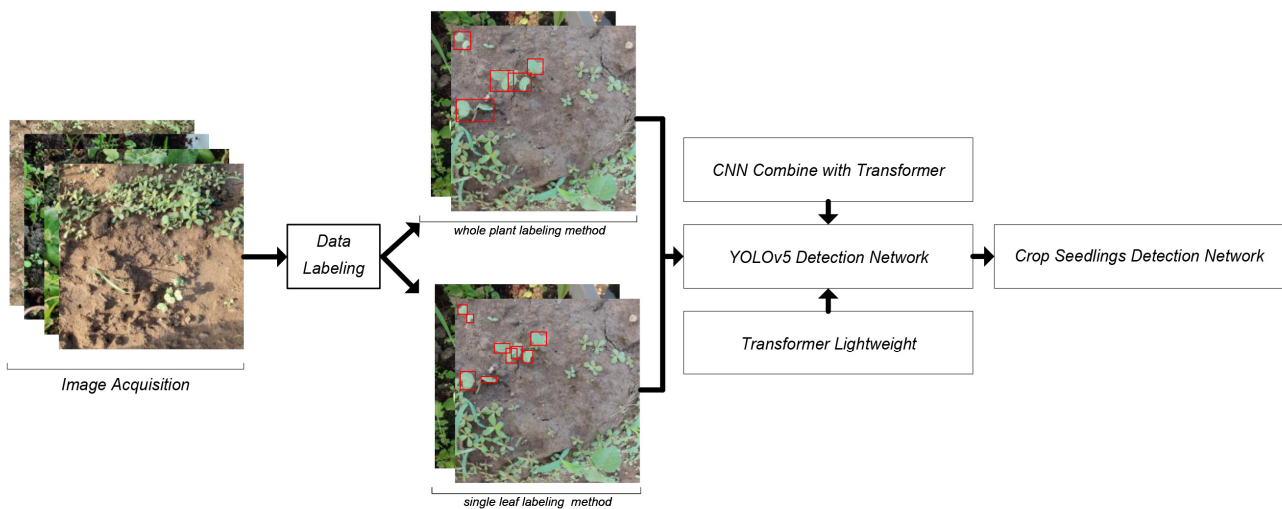 Image Acquisition
Data
Labeling
whole plant labeling method
single leaf labeling method
CNN Combine with Transformer
YOLOv5 Detection Network
Transformer Lightweight
Crop Seedlings Detection Network